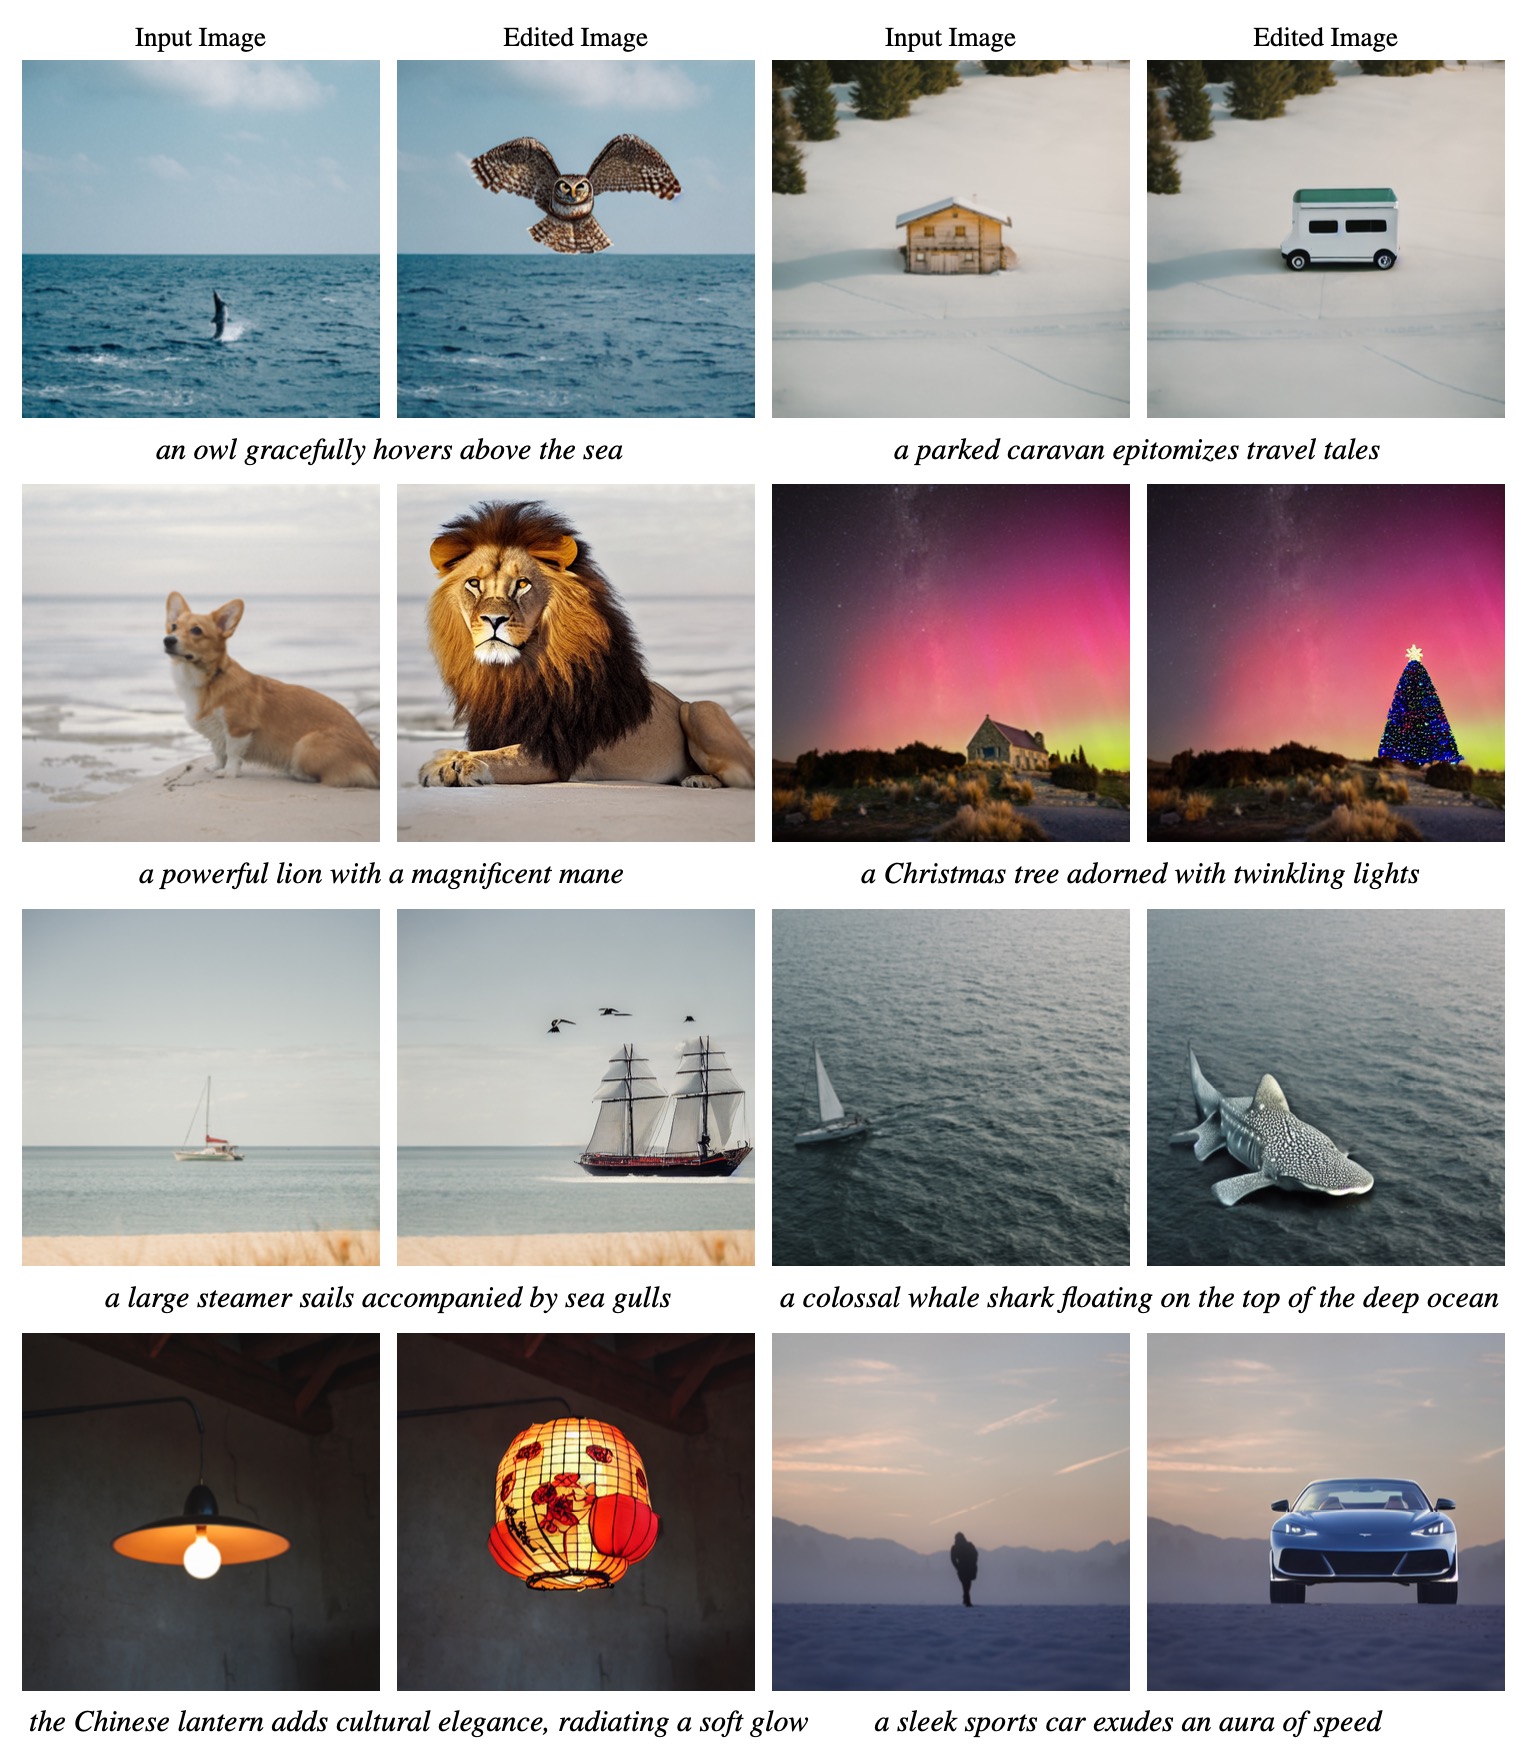 Input Image
Edited Image
Input Image
Edited Image
an owl gracefully hovers above the sea
a parked caravan epitomizes travel tales
a powerful lion with a magnificent mane
a Christmas tree adorned with twinkling lights
a large steamer sails accompanied by sea gulls
a colossal whale shark floating on the top of the deep ocean
the Chinese lantern adds cultural elegance, radiating a soft glow
a sleek sports car exudes an aura of speed